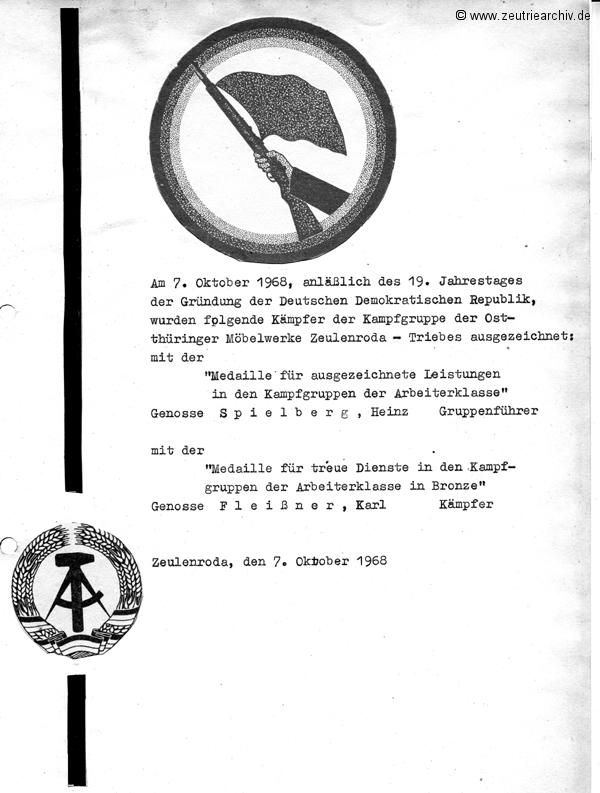 © www.zeutriearchiv.de
Am 7. Oktober 1968, anläßlich des 19. Jahrestages
der Gründung der Deutschen Demokratischen Republik,
wurden folgende Kämpfer der Kampfgruppe der Ost-
thüringer Möbelwerke Zeulenroda - Triebes ausgezeichnet:
mit der
"Medaille für ausgezeichnete Leistungen
in den Kampfgruppen der Arbeiterklasse"
Genosse S p i e l b e r g , Heinz Gruppenführer
mit der
"Medaille für treue Dienste in den Kampf-
gruppen der Arbeiterklasse in Bronze"
Genosse F l e i ß n e r , Karl Kämpfer
Zeulenroda, den 7. Oktober 1968